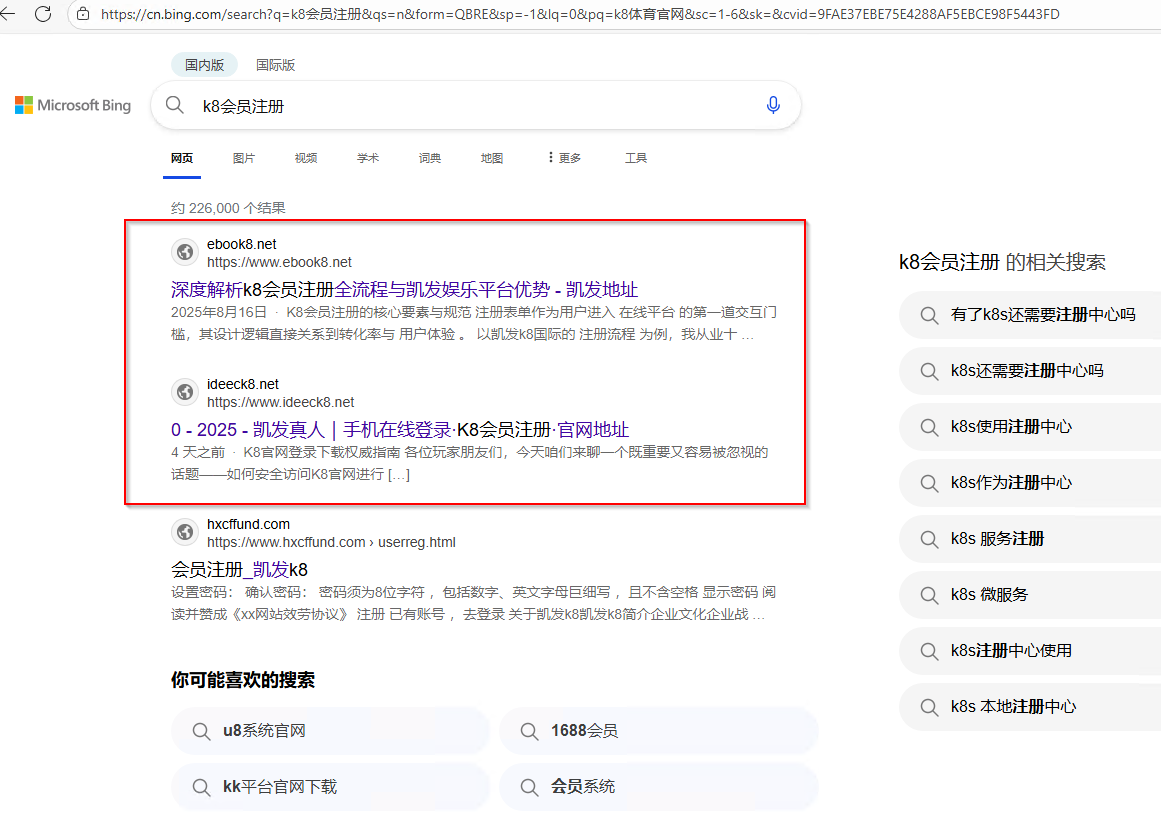 https://cn.bing.com/search?q=k8会员注册&qs=n&form=QBRE&sp=-1&lq=0&pq=k8体育官网&sc=1-6&sk=&cvid=9FAE37EBE75E4288AF5EBCE98F5443FD
国内版 国际版
Microsoft Bing
k8会员注册
网页 图片 视频 学术 词典 地图 更多 工具
约 226,000 个结果
ebook8.net
https://www.ebook8.net
深度解析k8会员注册全流程与凯发娱乐平台优势 - 凯发地址
2025年8月16日 · K8会员注册的核心要素与规范 注册表单作为用户进入 在线平台 的第一道交互门
槛，其设计逻辑直接关系到转化率与 用户体验 。 以凯发k8国际的 注册流程 为例，我从业十 ...
ideeck8.net
https://www.ideeck8.net
0 - 2025 - 凯发真人｜手机在线登录·K8会员注册·官网地址
4 天之前 · K8官网登录下载权威指南 各位玩家朋友们，今天咱们来聊一个既重要又容易被忽视的
话题——如何安全访问K8官网进行 […]
hxcffund.com
https://www.hxcffund.com › userreg.html
会员注册_凯发k8
设置密码： 确认密码： 密码须为8位字符 ，包括数字、英文字母巨细写 ，且不含空格 显示密码 阅
读并赞成《xx网站效劳协议》 注册 已有账号 ，去登录 关于凯发k8凯发k8简介企业文化企业战 ...
你可能喜欢的搜索
u8系统官网
1688会员
kk平台官网下载
会员系统
k8会员注册 的相关搜索
有了k8s还需要注册中心吗
k8s还需要注册中心吗
k8s使用注册中心
k8s作为注册中心
k8s 服务注册
k8s 微服务
k8s注册中心使用
k8s 本地注册中心